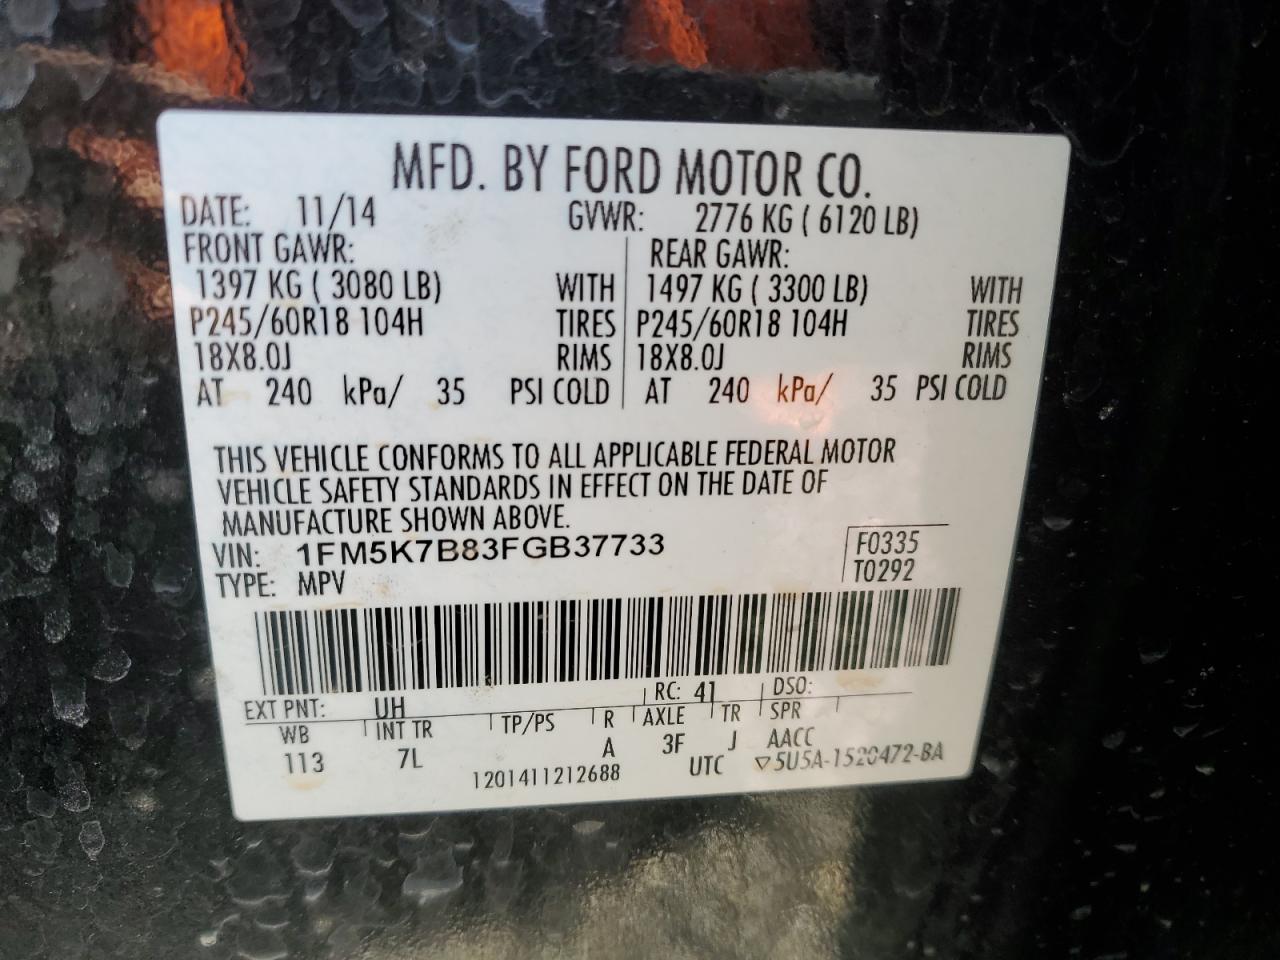 MFD. BY FORD MOTOR CO.
DATE: 11/14 GVWR: 2776 KG ( 6120 LB)
FRONT GAWR: REAR GAWR:
1397 KG ( 3080 LB) WITH 1497 KG ( 3300 LB) WITH
P245/60R18 104H TIRES P245/60R18 104H TIRES
18X8.0J RIMS 18X8.0J RIMS
AT 240 kPa/ 35 PSI COLD AT 240 kPa/ 35 PSI COLD
THIS VEHICLE CONFORMS TO ALL APPLICABLE FEDERAL MOTOR
VEHICLE SAFETY STANDARDS IN EFFECT ON THE DATE OF
MANUFACTURE SHOWN ABOVE.
VIN: 1FM5K7B83FGB37733 F0335
TYPE: MPV T0292
EXT PNT: UH RC: 41 DSO:
WB INT TR TP/PS R AXLE TR SPR
113 7L A 3F J AACC
1201411212688 UTC ▽5U5A-1520472-BA